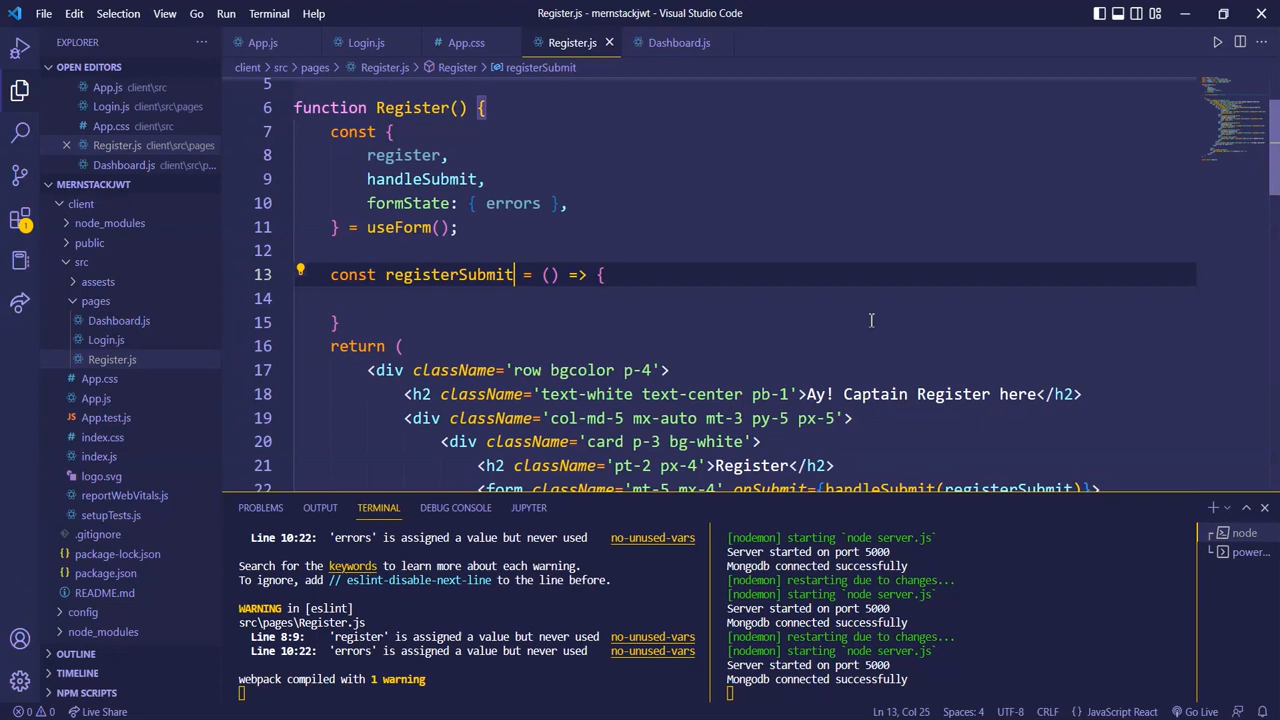 File Edit Selection View Go Run Terminal Help
Register.js - mernstackjwt - Visual Studio Code
EXPLORER
App.js
Login.js
App.css
Register.js
Dashboard.js
OPEN EDITORS
App.js client\src
Login.js client\src\pages
App.css client\src
Register.js client\src\pages
Dashboard.js client\src\p...
MERNSTACKJWT
client
node_modules
public
src
assests
pages
Dashboard.js
Login.js
Register.js
App.css
App.js
App.test.js
index.css
index.js
logo.svg
reportWebVitals.js
setupTests.js
.gitignore
package-lock.json
package.json
README.md
config
node_modules
OUTLINE
TIMELINE
NPM SCRIPTS
1
client > src > pages > Register.js > Register > registerSubmit
5
6 function Register() {
7 const {
8 register,
9 handleSubmit,
10 formState: { errors },
11 } = useForm();
12
13 const registerSubmit = () => {
14
15 }
16 return (
17 <div className='row bgcolor p-4'>
18 <h2 className='text-white text-center pb-1'>Ay! Captain Register here</h2>
19 <div className='col-md-5 mx-auto mt-3 py-5 px-5'>
20 <div className='card p-3 bg-white'>
21 <h2 className='pt-2 px-4'>Register</h2>
22 <form className='mt-5 mx-4' onSubmit={handleSubmit(registerSubmit)}>
PROBLEMS OUTPUT TERMINAL DEBUG CONSOLE JUPYTER
Line 10:22: 'errors' is assigned a value but never used no-unused-vars
Search for the keywords to learn more about each warning.
To ignore, add // eslint-disable-next-line to the line before.
WARNING in [eslint]
src\pages\Register.js
Line 8:9: 'register' is assigned a value but never used no-unused-vars
Line 10:22: 'errors' is assigned a value but never used no-unused-vars
webpack compiled with 1 warning
[nodemon] starting `node server.js`
Server started on port 5000
Mongodb connected successfully
[nodemon] restarting due to changes...
[nodemon] starting `node server.js`
Server started on port 5000
Mongodb connected successfully
[nodemon] restarting due to changes...
[nodemon] starting `node server.js`
Server started on port 5000
Mongodb connected successfully
node
power...
0 0 Live Share
Ln 13, Col 25 Spaces: 4 UTF-8 CRLF {} JavaScript React Go Live